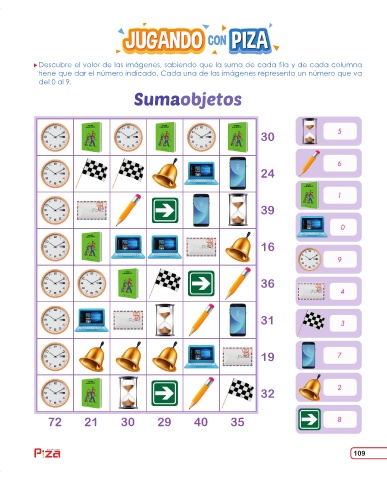 JUGANDO CON PIZA
Descubre el valor de las imágenes, sabiendo que la suma de cada fila y de cada columna
tiene que dar el número indicado. Cada una de las imágenes representa un número que va
del 0 al 9.
Sumaobjetos
30
24
39
16
36
31
19
32
72 21 30 29 40 35
5
6
1
0
9
4
3
7
2
8
Piza
109